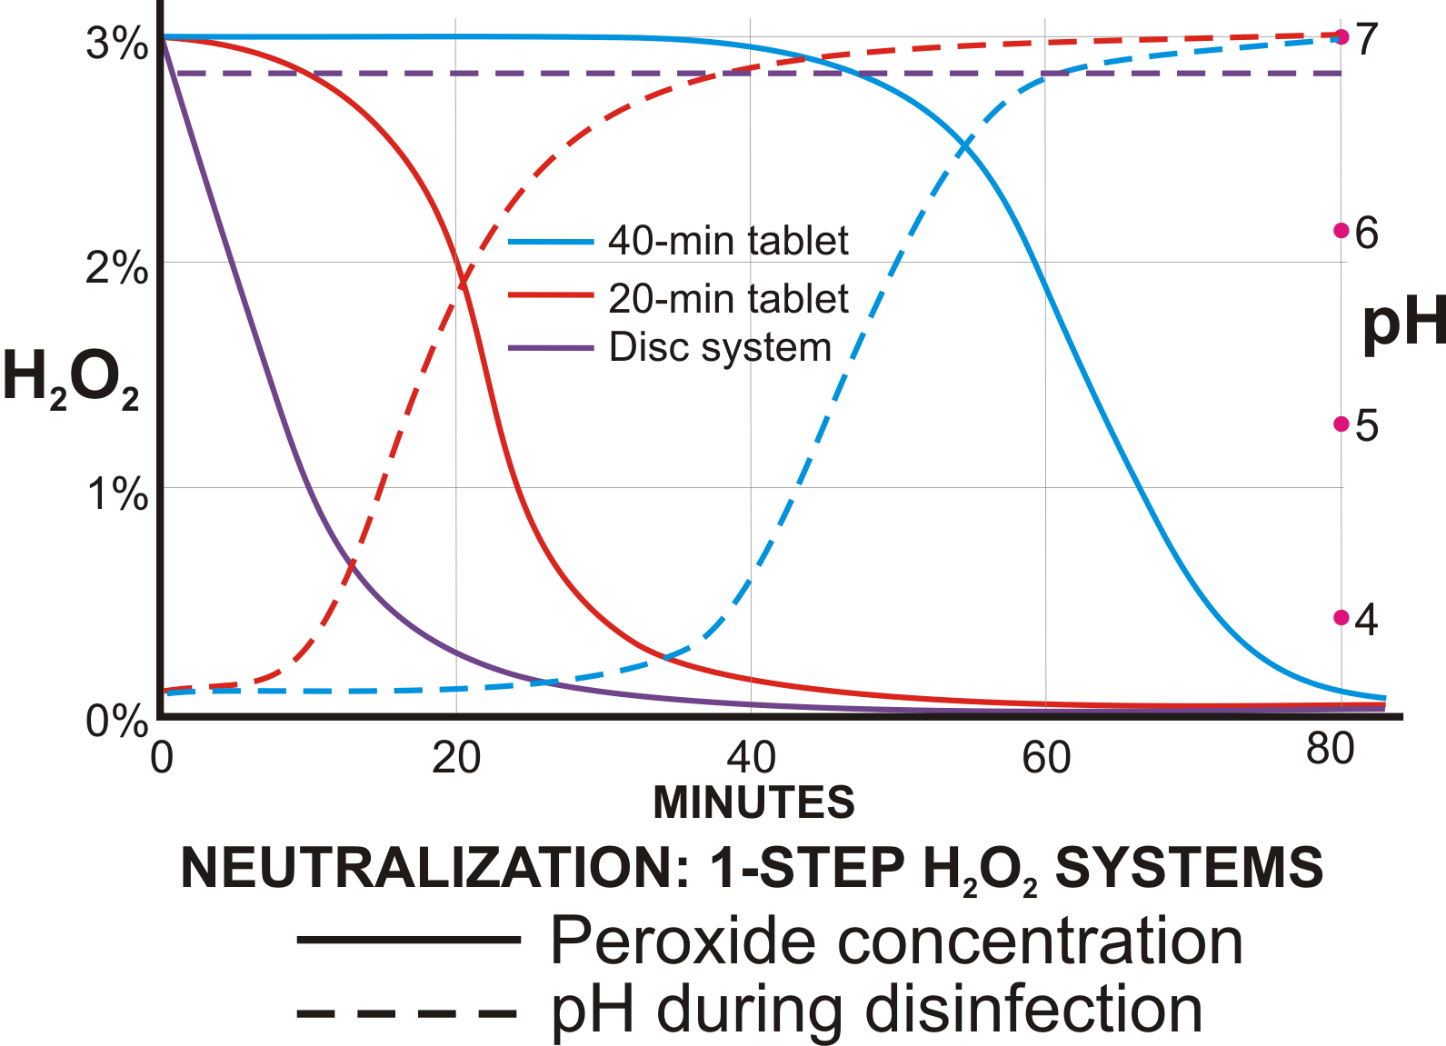 3%
7
40-min tablet
6
2%
20-min tablet
pH
Disc system
H₂O₂
5
1%
4
0%
0 20 40 60 80
MINUTES
NEUTRALIZATION: 1-STEP H₂O₂ SYSTEMS
Peroxide concentration
pH during disinfection